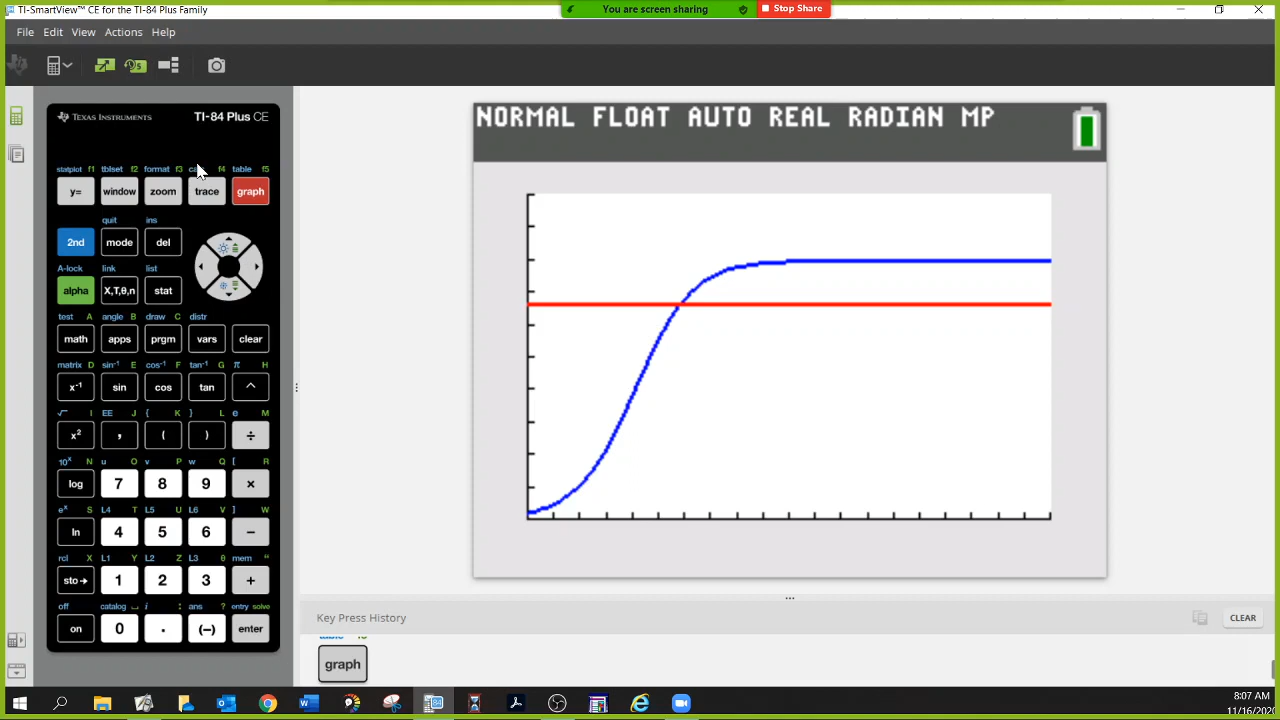 TI-SmartView™ CE for the TI-84 Plus Family
You are screen sharing
Stop Share
File Edit View Actions Help
TEXAS INSTRUMENTS TI-84 Plus CE
NORMAL FLOAT AUTO REAL RADIAN MP
statplot f1 tblset f2 format f3 f4 table f5
y= window zoom trace graph
quit ins
2nd mode del
A-lock link list
alpha X,T,θ,n stat
test A angle B draw C distr
math apps prgm vars clear
matrix D sin⁻¹ E cos⁻¹ F tan⁻¹ G π H
x⁻¹ sin cos tan ^
√ I EE J { K } L e M
x² , ( ) ÷
10ˣ N u O v P w Q [ R
log 7 8 9 ×
eˣ S L4 T L5 U L6 V ] W
ln 4 5 6 −
rcl X L1 Y L2 Z L3 θ mem "
sto→ 1 2 3 +
off catalog i : ans ? entry solve
on 0 . (−) enter
Key Press History
CLEAR
graph
8:07 AM
11/16/2020